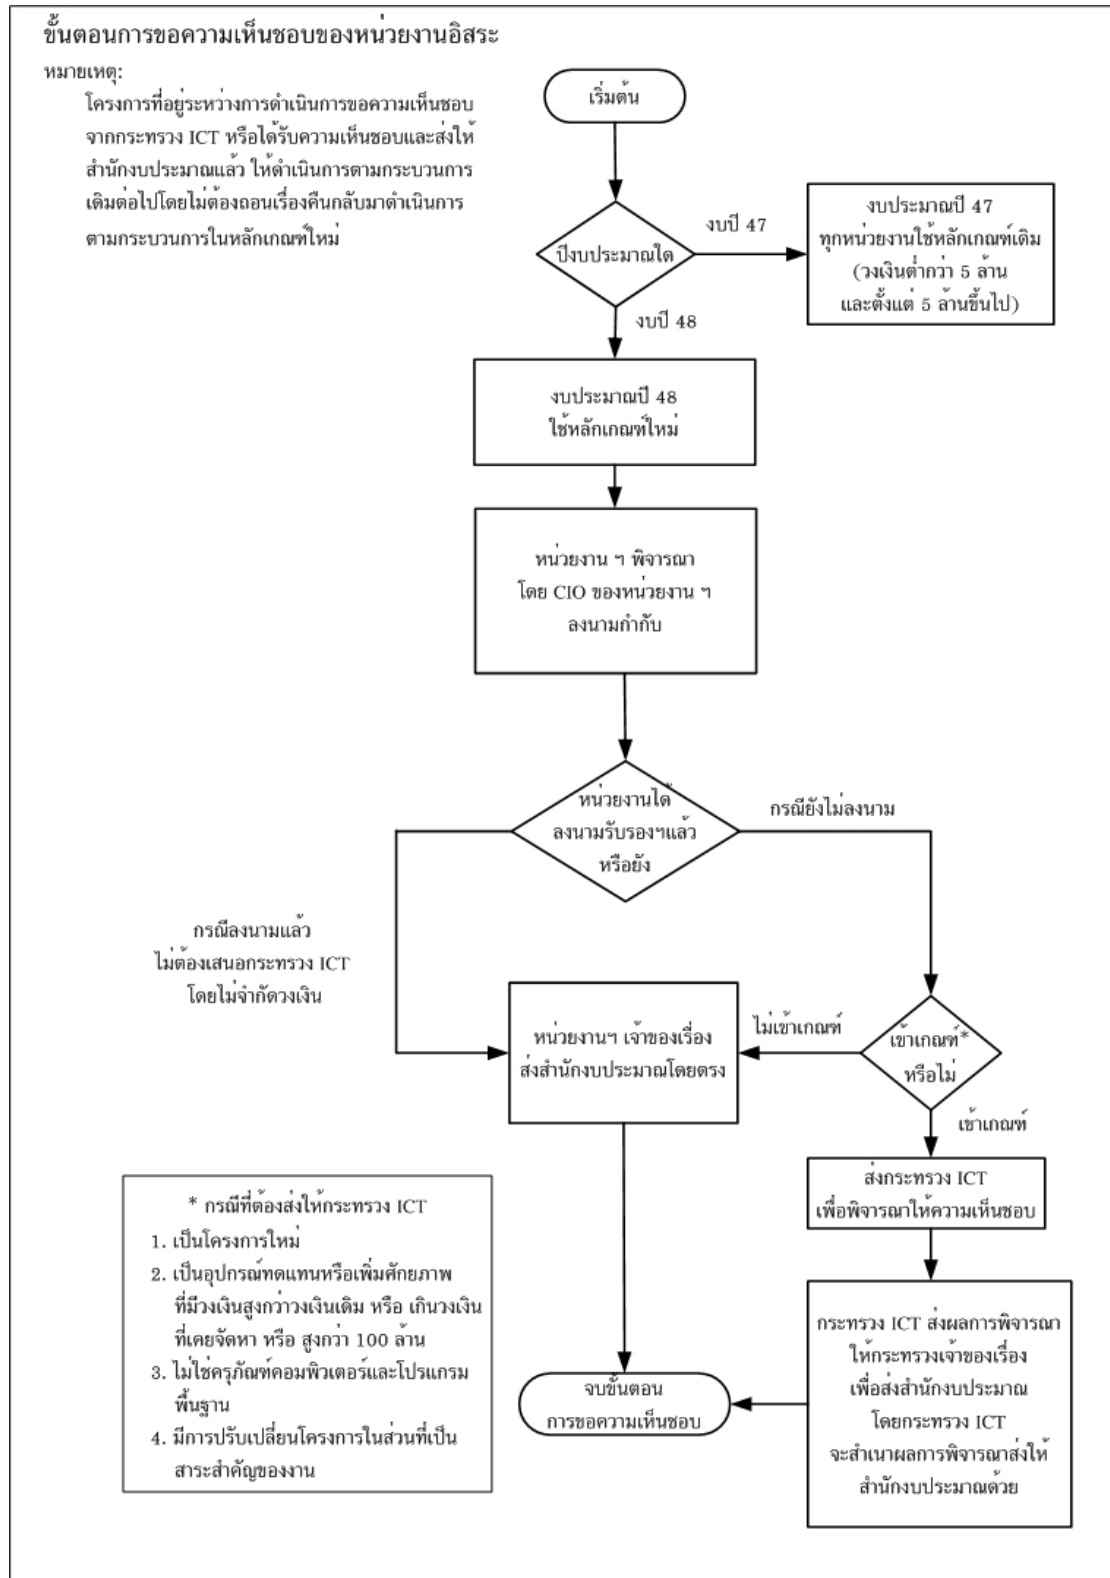 ขั้นตอนการขอความเห็นชอบของหน่วยงานอิสระ
หมายเหตุ:
โครงการที่อยู่ระหว่างการดำเนินการขอความเห็นชอบ
จากกระทรวง ICT หรือได้รับความเห็นชอบและส่งให้
สำนักงบประมาณแล้ว ให้ดำเนินการตามกระบวนการ
เดิมต่อไปโดยไม่ต้องถอนเรื่องคืนกลับมาดำเนินการ
ตามกระบวนการในหลักเกณฑ์ใหม่
เริ่มต้น
ปีงบประมาณใด
งบปี 47
งบประมาณปี 47
ทุกหน่วยงานใช้หลักเกณฑ์เดิม
(วงเงินต่ำกว่า 5 ล้าน
และตั้งแต่ 5 ล้านขึ้นไป)
งบปี 48
งบประมาณปี 48
ใช้หลักเกณฑ์ใหม่
หน่วยงาน ฯ พิจารณา
โดย CIO ของหน่วยงาน ฯ
ลงนามกำกับ
หน่วยงานได้
ลงนามรับรองฯแล้ว
หรือยัง
กรณียังไม่ลงนาม
กรณีลงนามแล้ว
ไม่ต้องเสนอกระทรวง ICT
โดยไม่จำกัดวงเงิน
หน่วยงานฯ เจ้าของเรื่อง
ส่งสำนักงบประมาณโดยตรง
ไม่เข้าเกณฑ์
เข้าเกณฑ์*
หรือไม่
เข้าเกณฑ์
ส่งกระทรวง ICT
เพื่อพิจารณาให้ความเห็นชอบ
กระทรวง ICT ส่งผลการพิจารณา
ให้กระทรวงเจ้าของเรื่อง
เพื่อส่งสำนักงบประมาณ
โดยกระทรวง ICT
จะสำเนาผลการพิจารณาส่งให้
สำนักงบประมาณด้วย
จบขั้นตอน
การขอความเห็นชอบ
* กรณีที่ต้องส่งให้กระทรวง ICT
1. เป็นโครงการใหม่
2. เป็นอุปกรณ์ทดแทนหรือเพิ่มศักยภาพ
ที่มีวงเงินสูงกว่าวงเงินเดิม หรือ เกินวงเงิน
ที่เคยจัดหา หรือ สูงกว่า 100 ล้าน
3. ไม่ใช่ครุภัณฑ์คอมพิวเตอร์และโปรแกรม
พื้นฐาน
4. มีการปรับเปลี่ยนโครงการในส่วนที่เป็น
สาระสำคัญของงาน